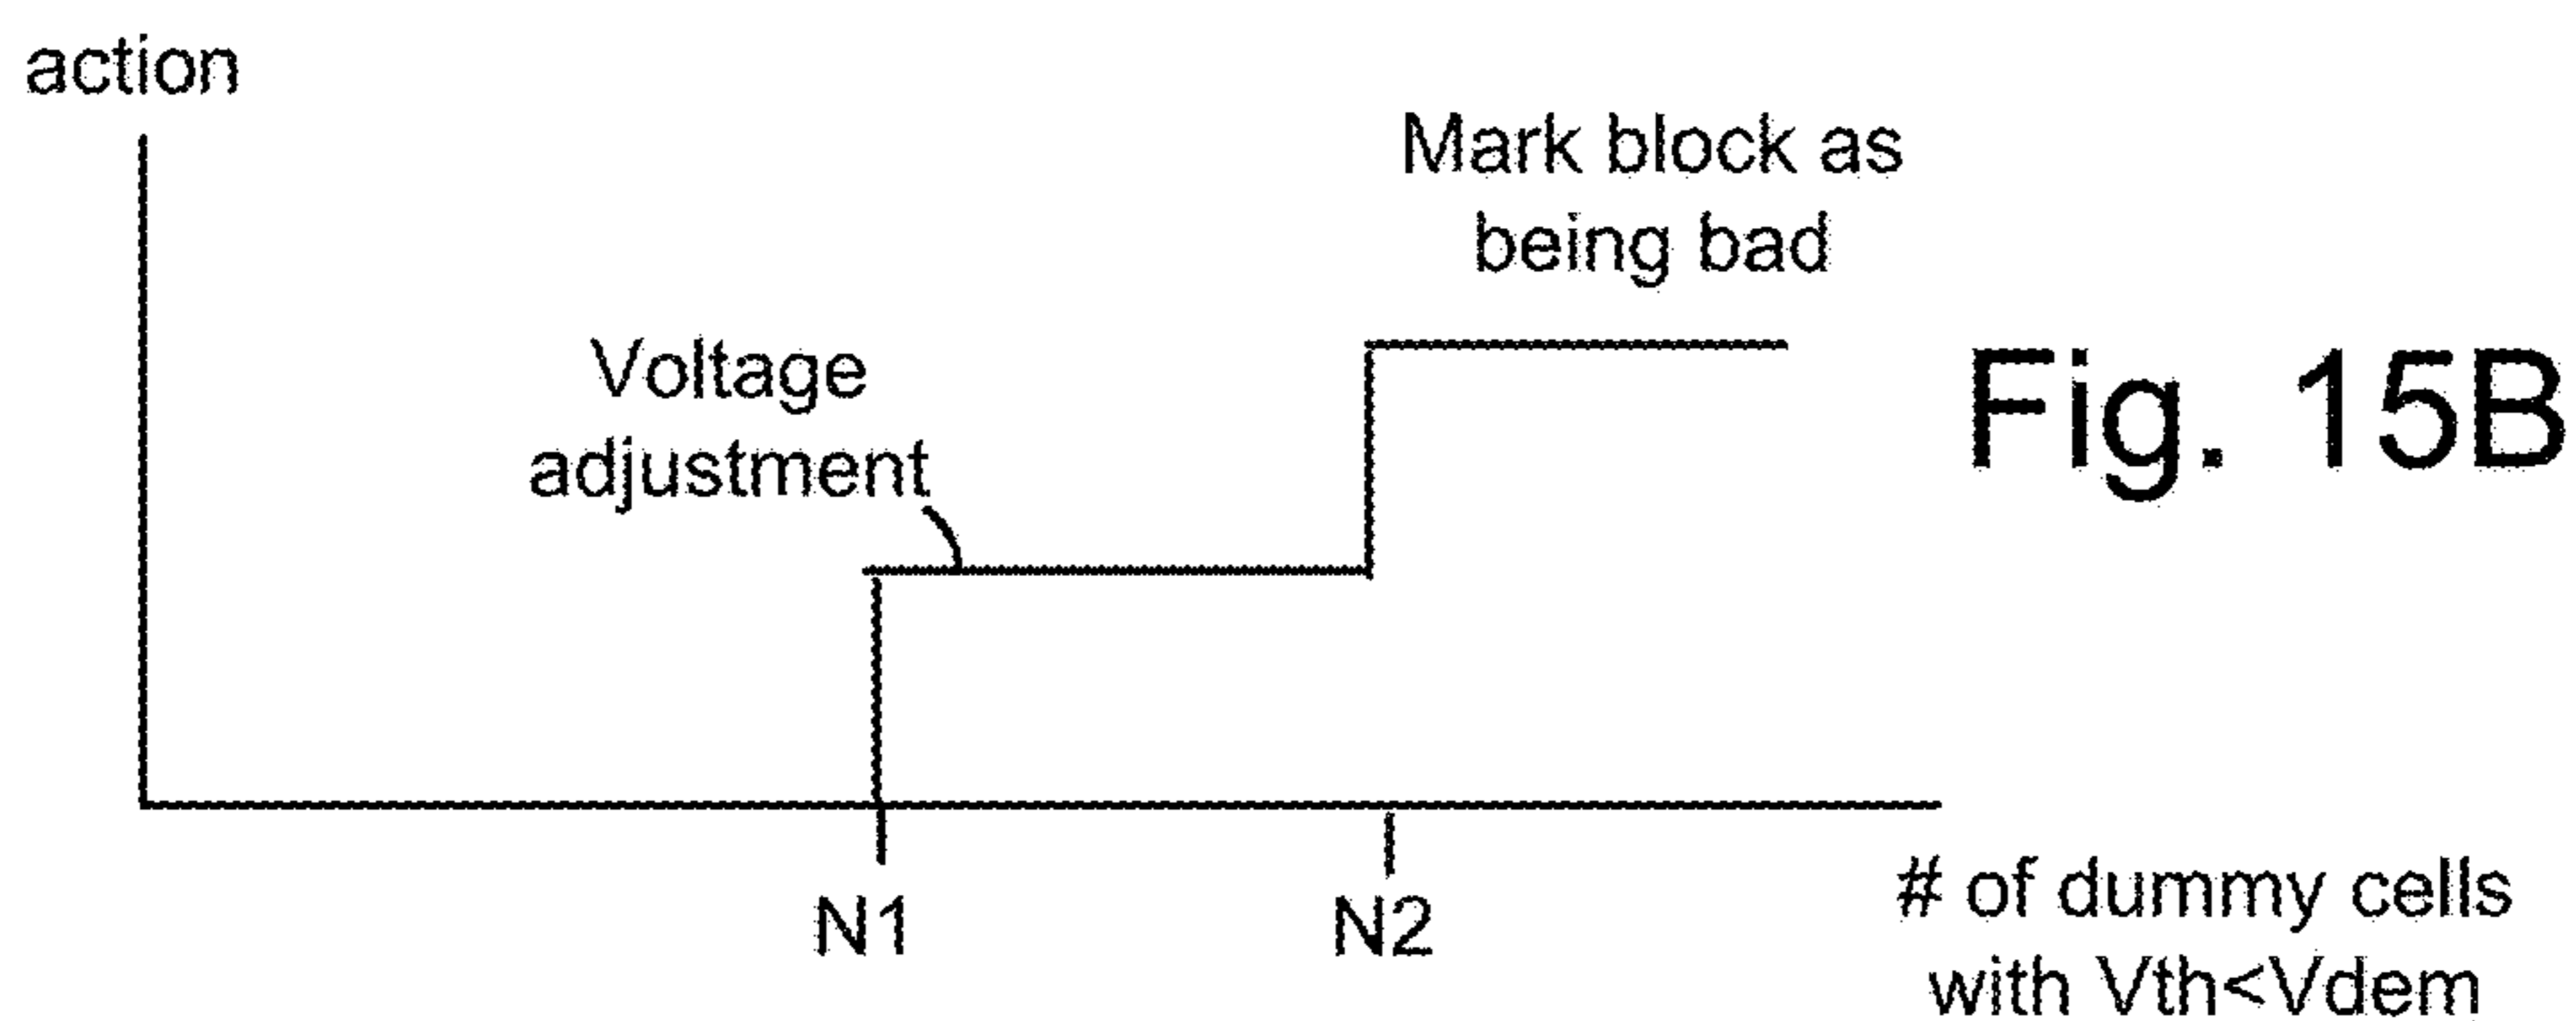 action
Mark block as
being bad
Voltage
adjustment
Fig. 15B
N1
N2
# of dummy cells
with Vth<Vdem